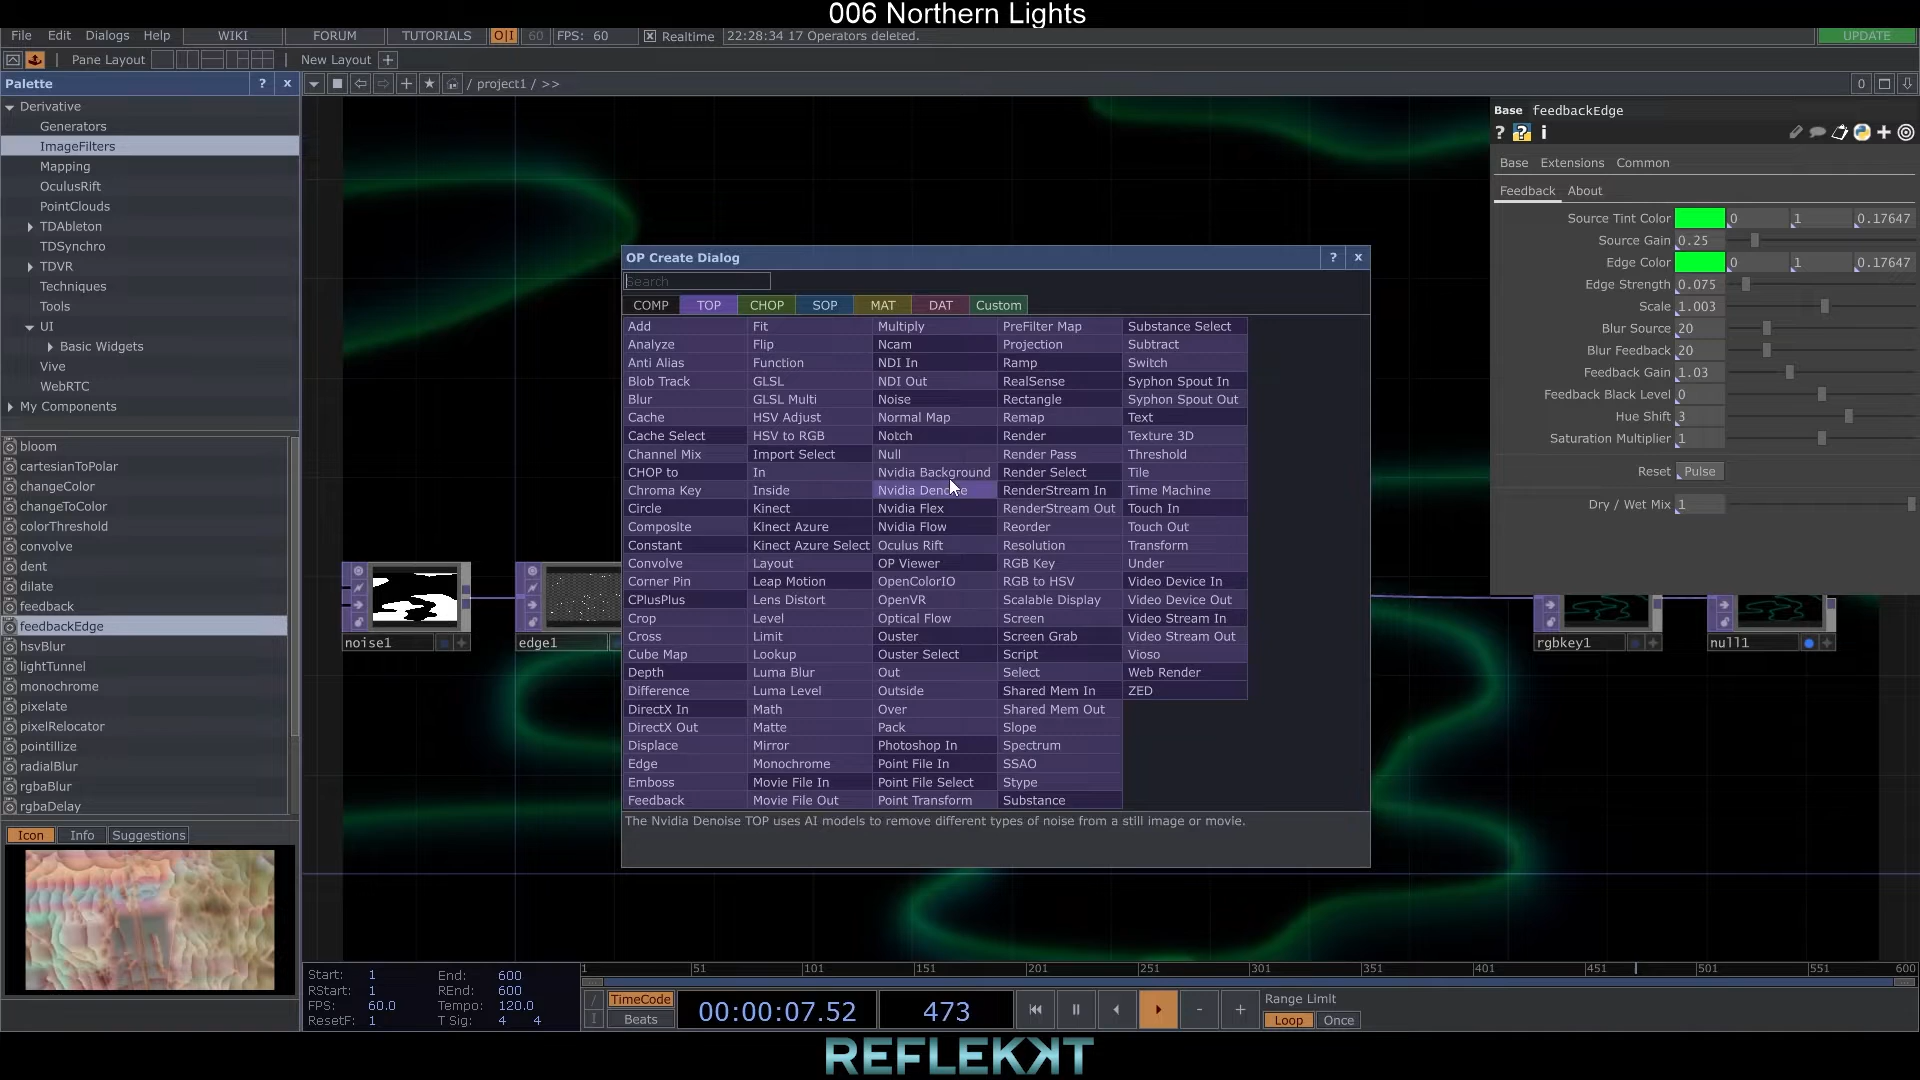 006 Northern Lights
File Edit Dialogs Help WIKI FORUM TUTORIALS O|I 60 FPS: 60 Realtime 22:28:34 17 Operators deleted. UPDATE
Pane Layout New Layout
Palette ? x / project1 / >> 0
Derivative
Generators
ImageFilters
Mapping
OculusRift
PointClouds
TDAbleton
TDSynchro
TDVR
Techniques
Tools
UI
Basic Widgets
Vive
WebRTC
My Components
bloom
cartesianToPolar
changeColor
changeToColor
colorThreshold
convolve
dent
dilate
feedback
feedbackEdge
hsvBlur
lightTunnel
monochrome
pixelate
pixelRelocator
pointillize
radialBlur
rgbaBlur
rgbaDelay
Icon Info Suggestions
noise1 edge1
OP Create Dialog ? x
Search
COMP TOP CHOP SOP MAT DAT Custom
Add Fit Multiply PreFilter Map Substance Select
Analyze Flip Ncam Projection Subtract
Anti Alias Function NDI In Ramp Switch
Blob Track GLSL NDI Out RealSense Syphon Spout In
Blur GLSL Multi Noise Rectangle Syphon Spout Out
Cache HSV Adjust Normal Map Remap Text
Cache Select HSV to RGB Notch Render Texture 3D
Channel Mix Import Select Null Render Pass Threshold
CHOP to In Nvidia Background Render Select Tile
Chroma Key Inside Nvidia Denoise RenderStream In Time Machine
Circle Kinect Nvidia Flex RenderStream Out Touch In
Composite Kinect Azure Nvidia Flow Reorder Touch Out
Constant Kinect Azure Select Oculus Rift Resolution Transform
Convolve Layout OP Viewer RGB Key Under
Corner Pin Leap Motion OpenColorIO RGB to HSV Video Device In
CPlusPlus Lens Distort OpenVR Scalable Display Video Device Out
Crop Level Optical Flow Screen Video Stream In
Cross Limit Ouster Screen Grab Video Stream Out
Cube Map Lookup Ouster Select Script Vioso
Depth Luma Blur Out Select Web Render
Difference Luma Level Outside Shared Mem In ZED
DirectX In Math Over Shared Mem Out
DirectX Out Matte Pack Slope
Displace Mirror Photoshop In Spectrum
Edge Monochrome Point File In SSAO
Emboss Movie File In Point File Select Stype
Feedback Movie File Out Point Transform Substance
The Nvidia Denoise TOP uses AI models to remove different types of noise from a still image or movie.
Base feedbackEdge
? ? i
Base Extensions Common
Feedback About
Source Tint Color 0 1 0.17647
Source Gain 0.25
Edge Color 0 1 0.17647
Edge Strength 0.075
Scale 1.003
Blur Source 20
Blur Feedback 20
Feedback Gain 1.03
Feedback Black Level 0
Hue Shift 3
Saturation Multiplier 1
Reset Pulse
Dry / Wet Mix 1
rgbkey1 null1
Start: 1 End: 600
RStart: 1 REnd: 600
FPS: 60.0 Tempo: 120.0
ResetF: 1 T Sig: 4 4
1 51 101 151 201 251 301 351 401 451 501 551 600
TimeCode
Beats
00:00:07.52 473 - +
Range Limit
Loop Once
REFLEKKT